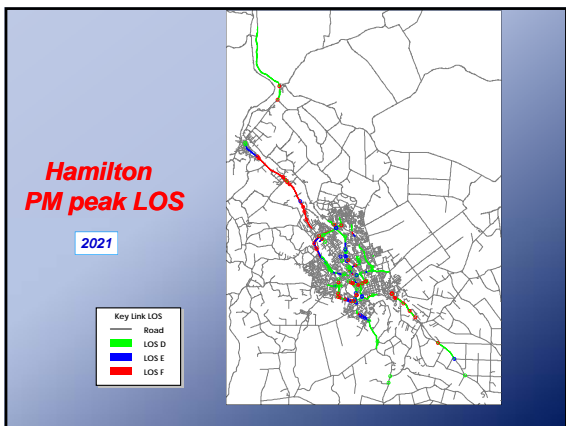 Hamilton
PM peak LOS
2021
Key Link LOS
Road
LOS D
LOS E
LOS F